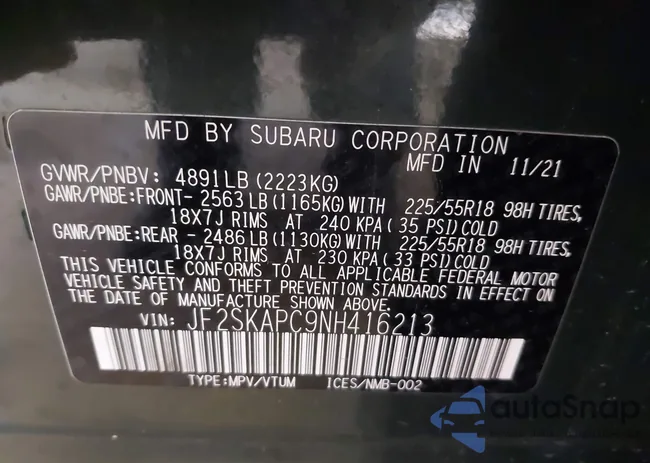 MFD BY SUBARU CORPORATION
MFD IN 11/21
GVWR/PNBV: 4891LB(2223KG)
GAWR/PNBE:FRONT- 2563 LB(1165KG)WITH 225/55R18 98H TIRES,
18X7J RIMS AT 240 KPA(35 PSI)COLD
GAWR/PNBE:REAR - 2486 LB(1130KG)WITH 225/55R18 98H TIRES,
18X7J RIMS AT 230 KPA(33 PSI)COLD
THIS VEHICLE CONFORMS TO ALL APPLICABLE FEDERAL MOTOR
VEHICLE SAFETY AND THEFT PREVENTION STANDARDS IN EFFECT ON
THE DATE OF MANUFACTURE SHOWN ABOVE.
VIN: JF2SKAPC9NH416213
TYPE:MPV/VTUM ICES/NMB-002
autoSnap